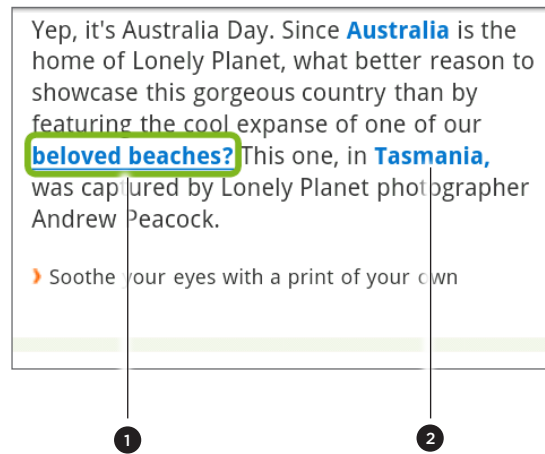 Yep, it's Australia Day. Since Australia is the
home of Lonely Planet, what better reason to
showcase this gorgeous country than by
featuring the cool expanse of one of our
beloved beaches? This one, in Tasmania,
was captured by Lonely Planet photographer
Andrew Peacock.
❯ Soothe your eyes with a print of your own
1 2